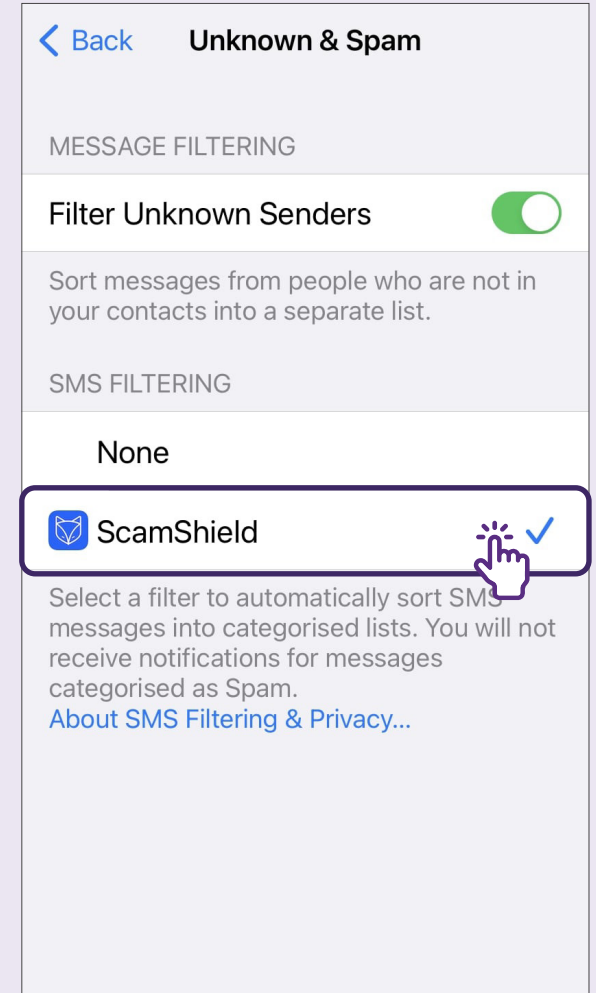 Back Unknown & Spam
MESSAGE FILTERING
Filter Unknown Senders
Sort messages from people who are not in
your contacts into a separate list.
SMS FILTERING
None
ScamShield
Select a filter to automatically sort SMS
messages into categorised lists. You will not
receive notifications for messages
categorised as Spam.
About SMS Filtering & Privacy...